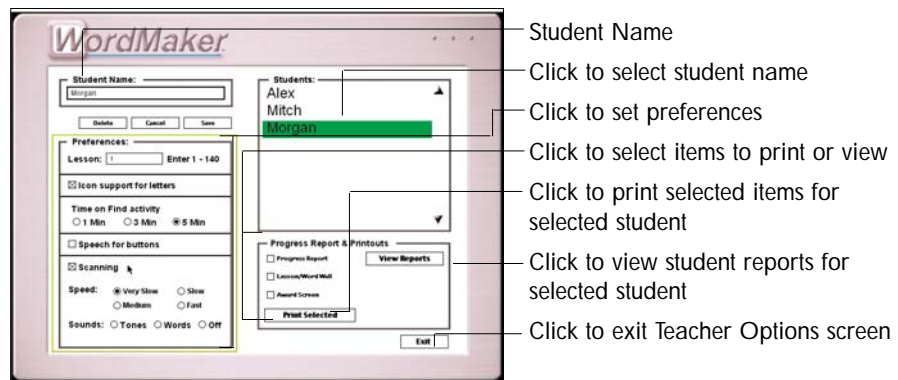 WordMaker
Student Name:
Morgan
Delete Cancel Save
Preferences:
Lesson: 1 Enter 1 - 140
Icon support for letters
Time on Find activity
1 Min 3 Min 5 Min
Speech for buttons
Scanning
Speed: Very Slow Slow
Medium Fast
Sounds: Tones Words Off
Students:
Alex
Mitch
Morgan
Progress Report & Printouts
Progress Report View Reports
Lesson/Word Wall
Award Screen
Print Selected
Exit
Student Name
Click to select student name
Click to set preferences
Click to select items to print or view
Click to print selected items for
selected student
Click to view student reports for
selected student
Click to exit Teacher Options screen